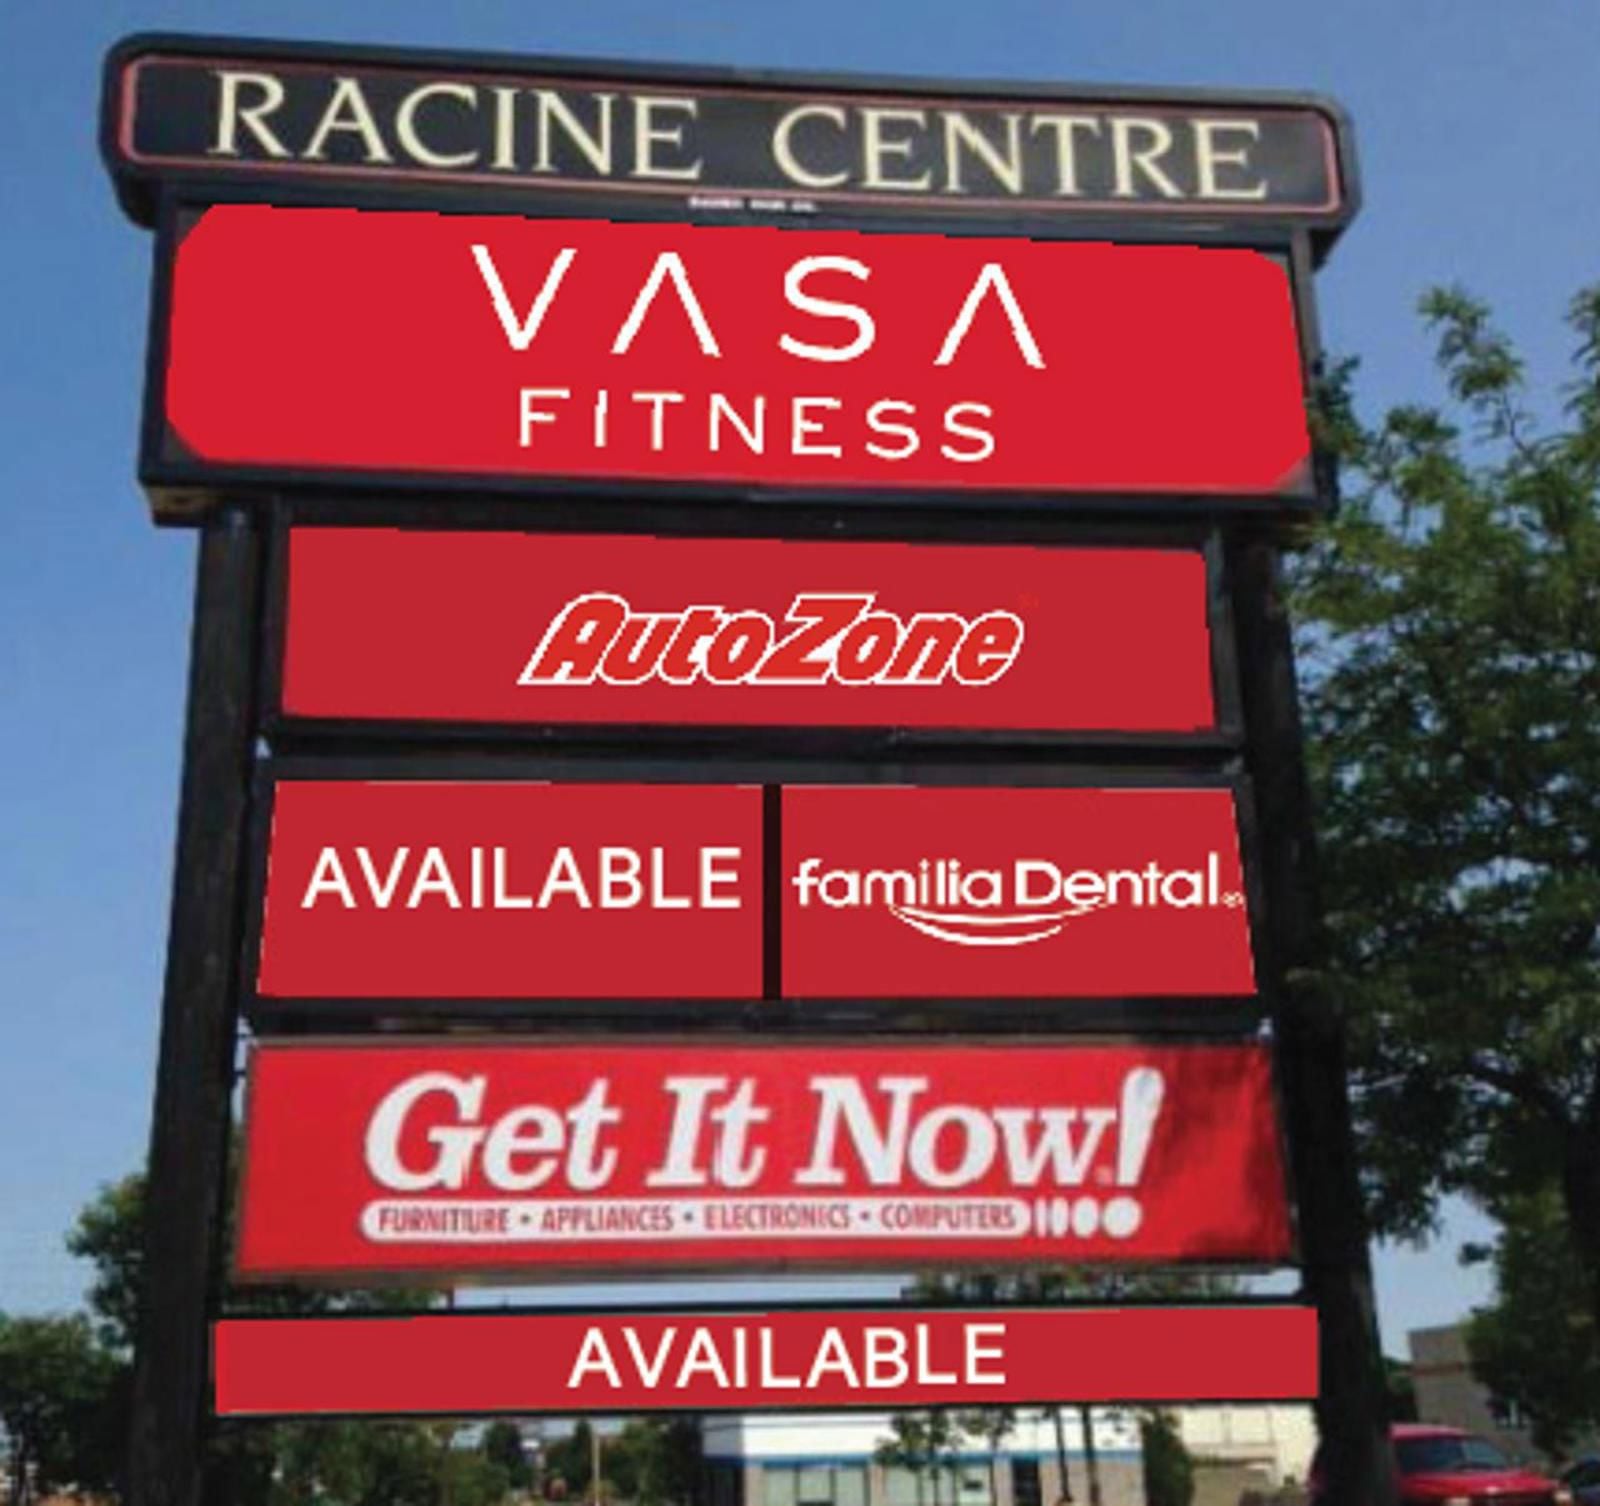 RACINE CENTRE
VASA
FITNESS
AutoZone
AVAILABLE
familia Dental®
Get It Now!
FURNITURE • APPLIANCES • ELECTRONICS • COMPUTERS
AVAILABLE